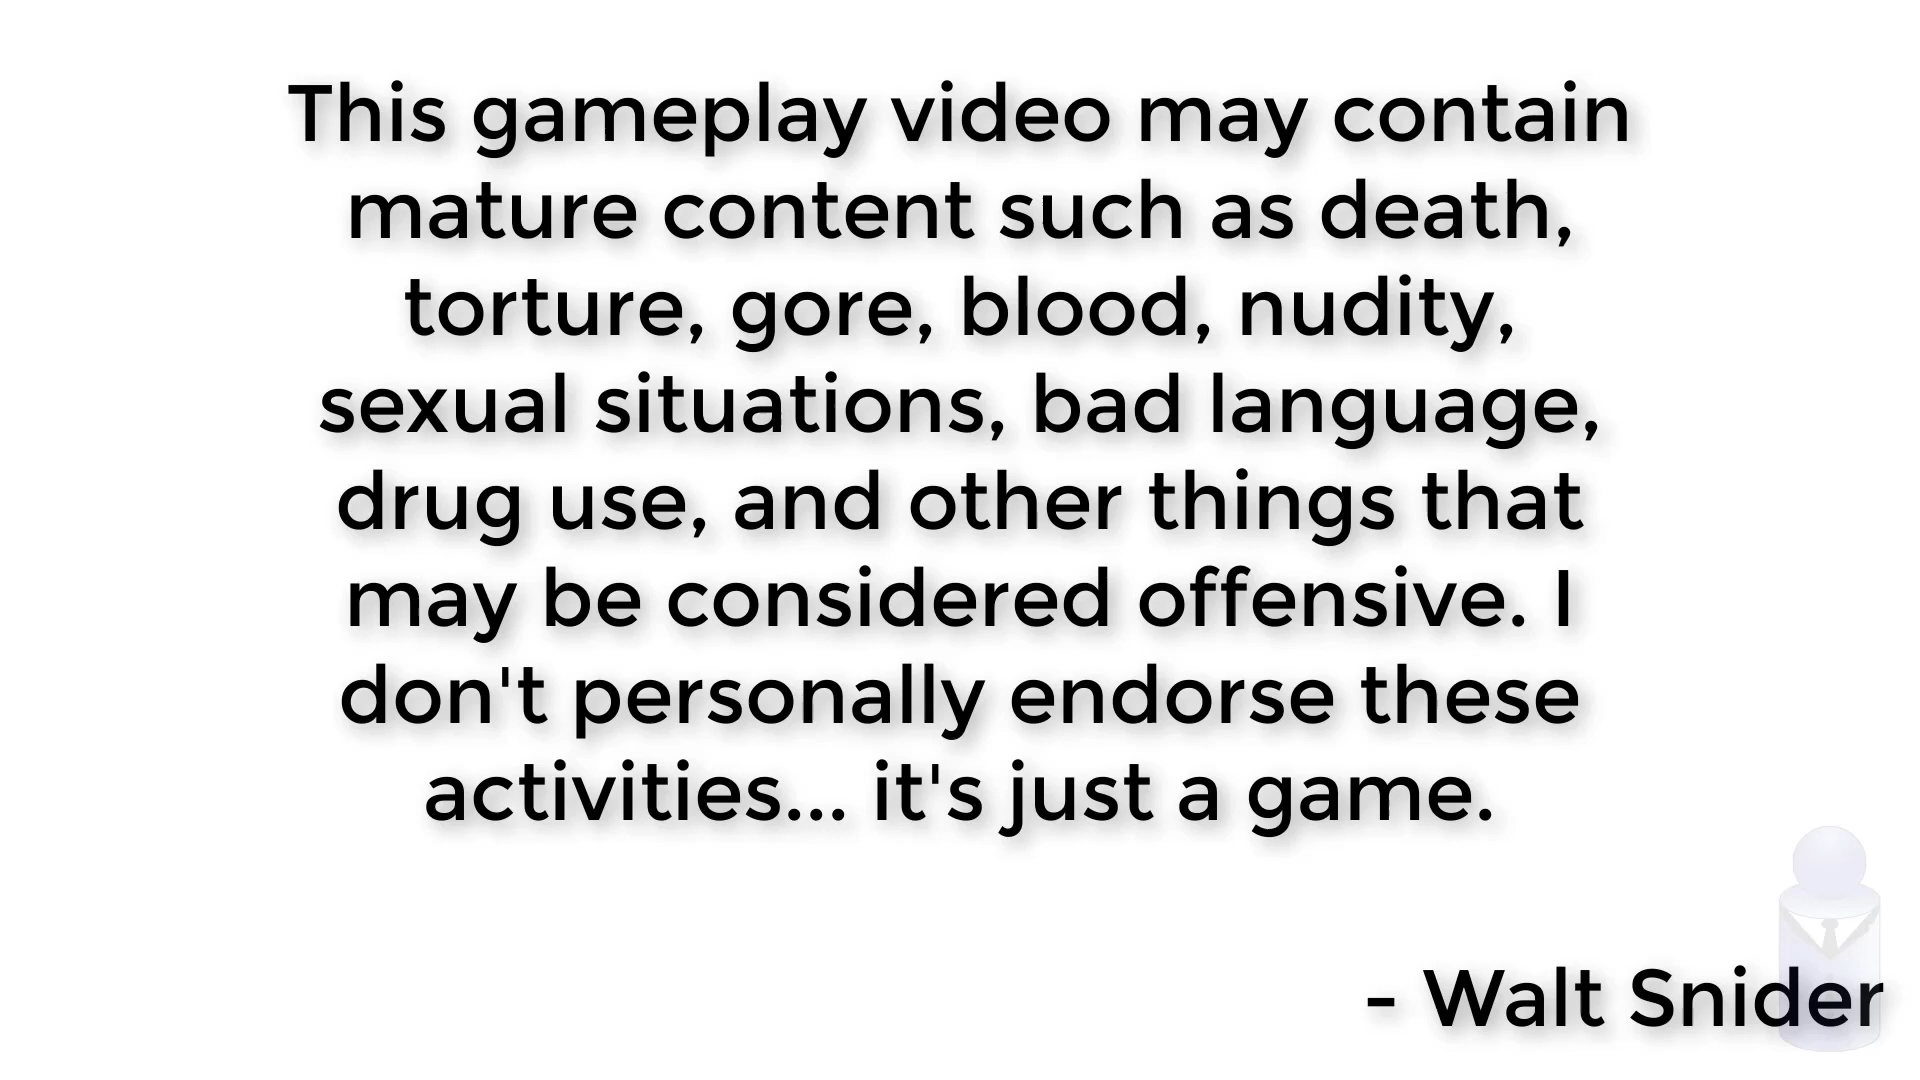 This gameplay video may contain
mature content such as death,
torture, gore, blood, nudity,
sexual situations, bad language,
drug use, and other things that
may be considered offensive. I
don't personally endorse these
activities... it's just a game.
- Walt Snider